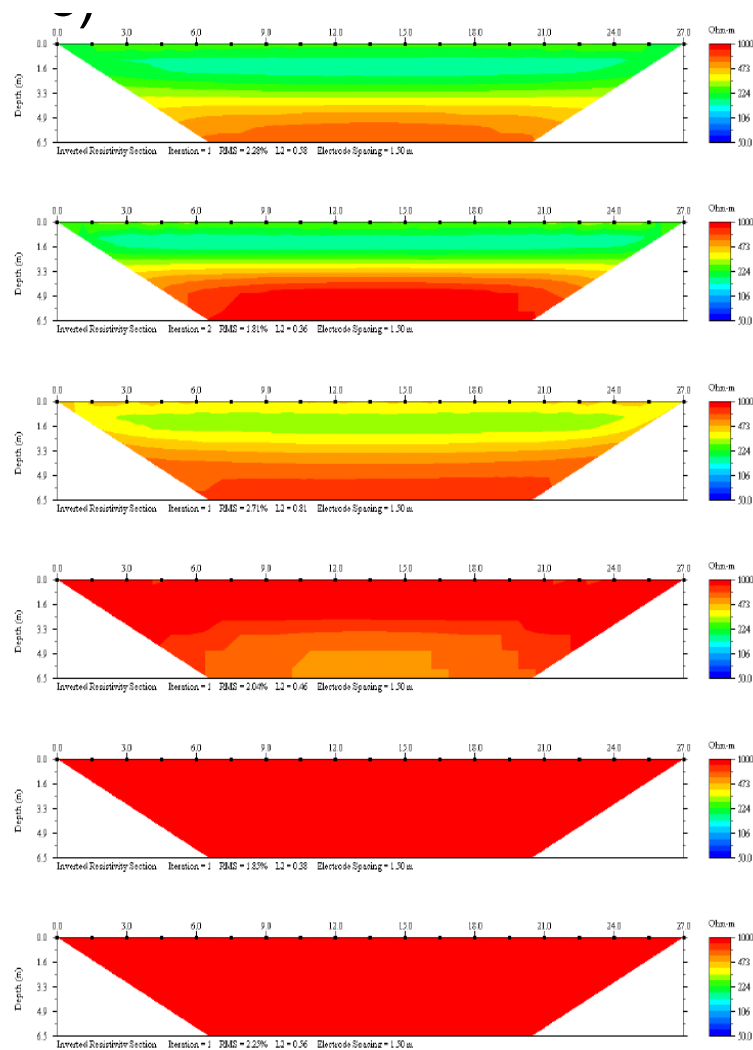 Ohm-m
0.0 3.0 6.0 9.0 12.0 15.0 18.0 21.0 24.0 27.0
0.0 1000
1.6 473
Depth (m)
3.3 224
4.9 106
6.5 50.0
Inverted Resistivity Section Iteration = 1 RMS = 2.28% L2 = 0.58 Electrode Spacing = 1.50 m
Ohm-m
0.0 3.0 6.0 9.0 12.0 15.0 18.0 21.0 24.0 27.0
0.0 1000
1.6 473
Depth (m)
3.3 224
4.9 106
6.5 50.0
Inverted Resistivity Section Iteration = 2 RMS = 1.81% L2 = 0.36 Electrode Spacing = 1.50 m
Ohm-m
0.0 3.0 6.0 9.0 12.0 15.0 18.0 21.0 24.0 27.0
0.0 1000
1.6 473
Depth (m)
3.3 224
4.9 106
6.5 50.0
Inverted Resistivity Section Iteration = 1 RMS = 2.71% L2 = 0.81 Electrode Spacing = 1.50 m
Ohm-m
0.0 3.0 6.0 9.0 12.0 15.0 18.0 21.0 24.0 27.0
0.0 1000
1.6 473
Depth (m)
3.3 224
4.9 106
6.5 50.0
Inverted Resistivity Section Iteration = 1 RMS = 2.04% L2 = 0.46 Electrode Spacing = 1.50 m
Ohm-m
0.0 3.0 6.0 9.0 12.0 15.0 18.0 21.0 24.0 27.0
0.0 1000
1.6 473
Depth (m)
3.3 224
4.9 106
6.5 50.0
Inverted Resistivity Section Iteration = 1 RMS = 1.85% L2 = 0.38 Electrode Spacing = 1.50 m
Ohm-m
0.0 3.0 6.0 9.0 12.0 15.0 18.0 21.0 24.0 27.0
0.0 1000
1.6 473
Depth (m)
3.3 224
4.9 106
6.5 50.0
Inverted Resistivity Section Iteration = 1 RMS = 2.25% L2 = 0.56 Electrode Spacing = 1.50 m